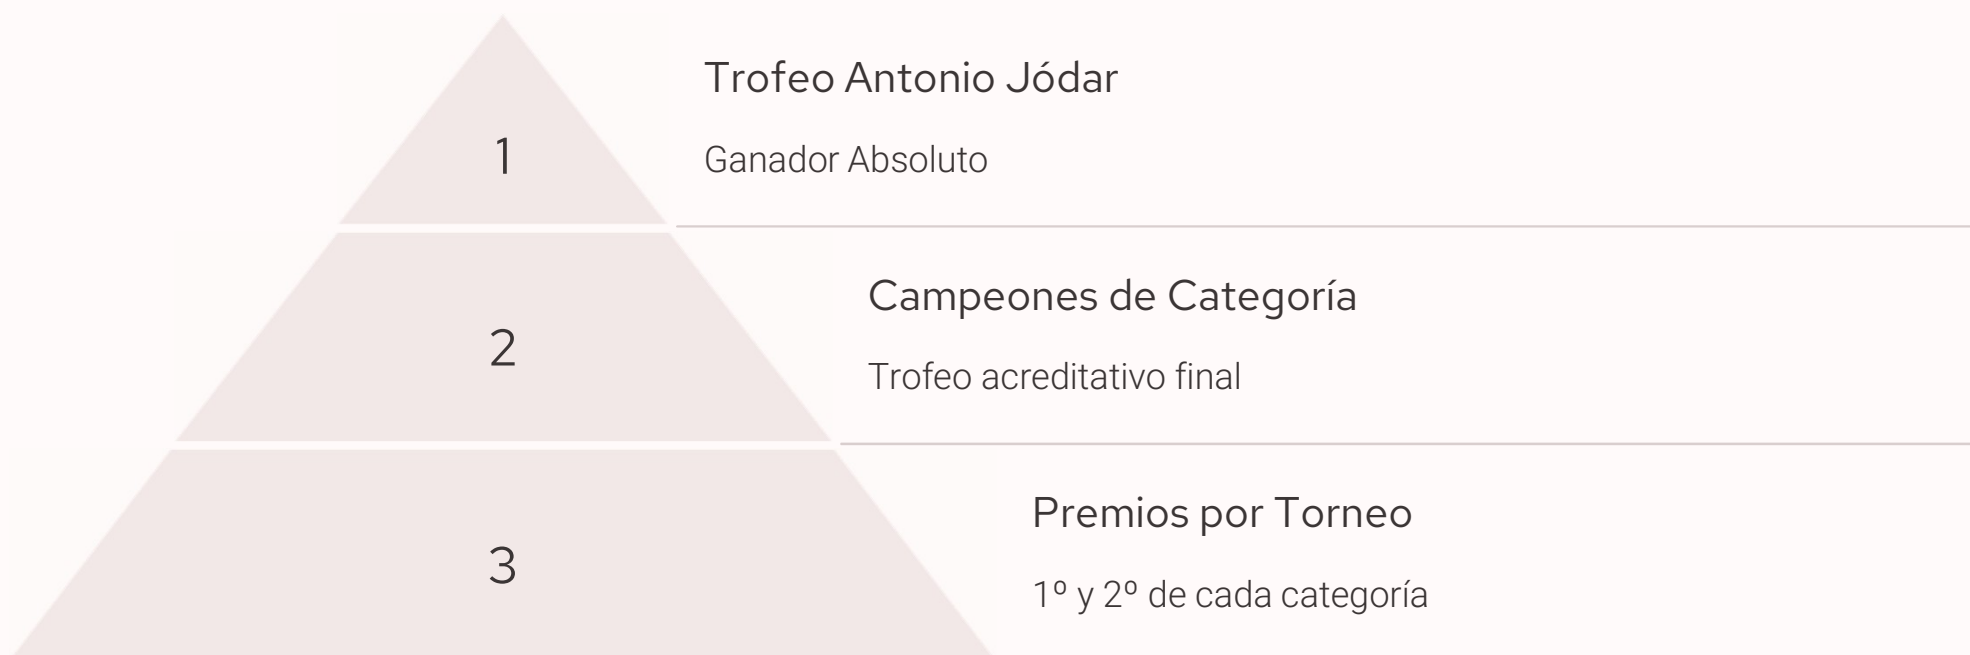 1
Trofeo Antonio Jódar
Ganador Absoluto
2
Campeones de Categoría
Trofeo acreditativo final
3
Premios por Torneo
1º y 2º de cada categoría